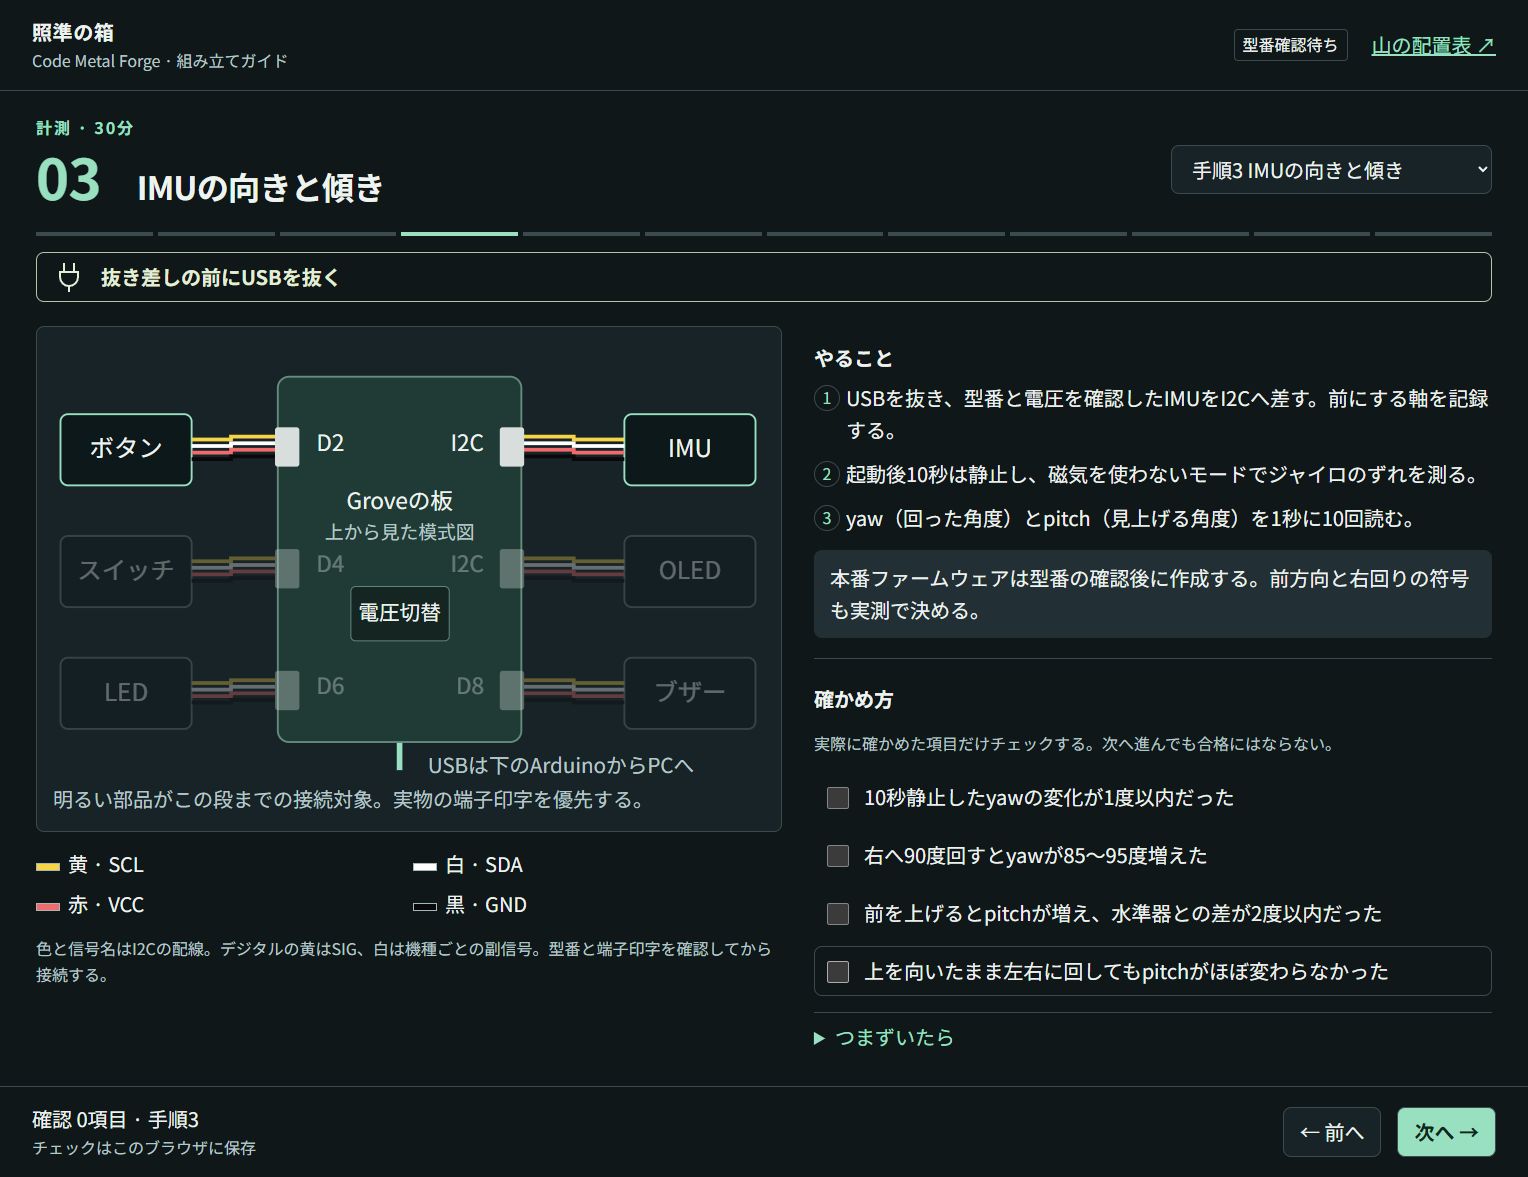 照準の箱
Code Metal Forge · 組み立てガイド
型番確認待ち
山の配置表 ↗
計測 · 30分
03 IMUの向きと傾き
手順3 IMUの向きと傾き
抜き差しの前にUSBを抜く
ボタン
D2
I2C
IMU
Groveの板
上から見た模式図
スイッチ
D4
I2C
OLED
電圧切替
LED
D6
D8
ブザー
USBは下のArduinoからPCへ
明るい部品がこの段までの接続対象。実物の端子印字を優先する。
黄 · SCL
白 · SDA
赤 · VCC
黒 · GND
色と信号名はI2Cの配線。デジタルの黄はSIG、白は機種ごとの副信号。型番と端子印字を確認してから
接続する。
やること
1 USBを抜き、型番と電圧を確認したIMUをI2Cへ差す。前にする軸を記録
する。
2 起動後10秒は静止し、磁気を使わないモードでジャイロのずれを測る。
3 yaw（回った角度）とpitch（見上げる角度）を1秒に10回読む。
本番ファームウェアは型番の確認後に作成する。前方向と右回りの符号
も実測で決める。
確かめ方
実際に確かめた項目だけチェックする。次へ進んでも合格にはならない。
10秒静止したyawの変化が1度以内だった
右へ90度回すとyawが85〜95度増えた
前を上げるとpitchが増え、水準器との差が2度以内だった
上を向いたまま左右に回してもpitchがほぼ変わらなかった
▶ つまずいたら
確認 0項目 · 手順3
チェックはこのブラウザに保存
← 前へ
次へ →